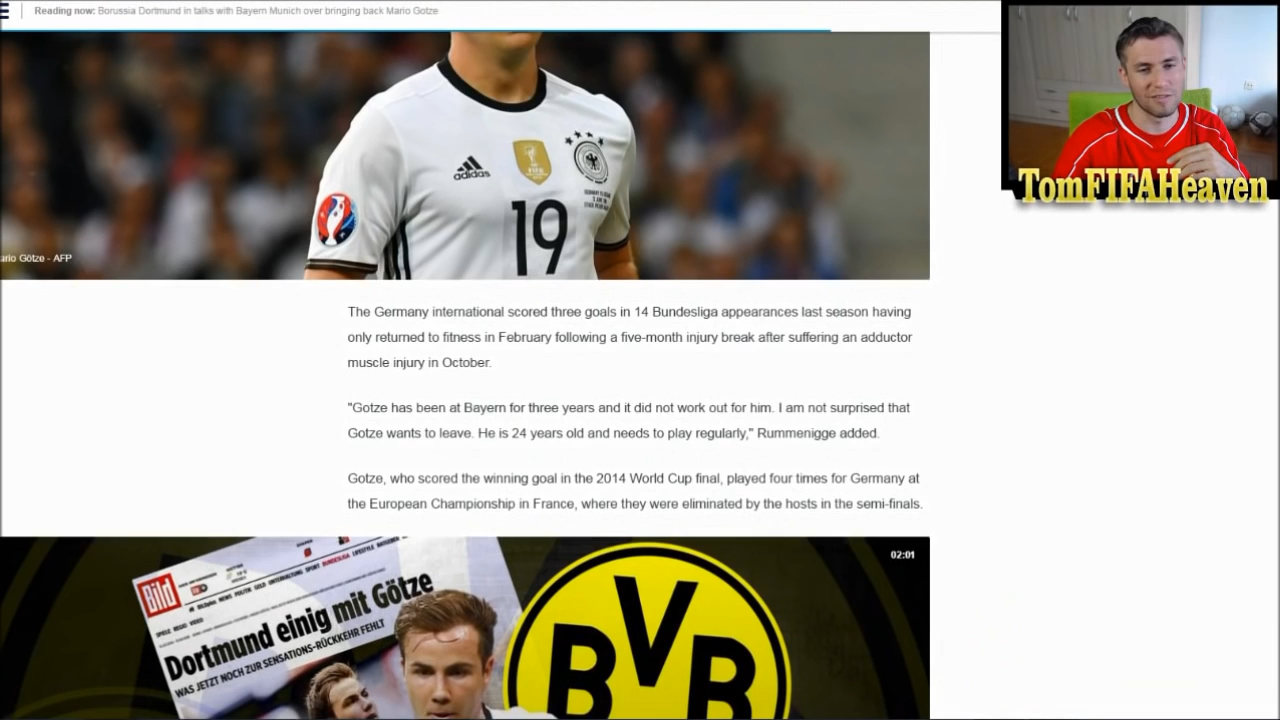 Reading now: Borussia Dortmund in talks with Bayern Munich over bringing back Mario Gotze
TomFIFAHeaven
adidas
19
ario Götze - AFP
The Germany international scored three goals in 14 Bundesliga appearances last season having
only returned to fitness in February following a five-month injury break after suffering an adductor
muscle injury in October.
"Gotze has been at Bayern for three years and it did not work out for him. I am not surprised that
Gotze wants to leave. He is 24 years old and needs to play regularly," Rummenigge added.
Gotze, who scored the winning goal in the 2014 World Cup final, played four times for Germany at
the European Championship in France, where they were eliminated by the hosts in the semi-finals.
02:01
Bild
Dortmund einig mit Götze
WAS JETZT NOCH ZUR SENSATIONS-RÜCKKEHR FEHLT
BVB